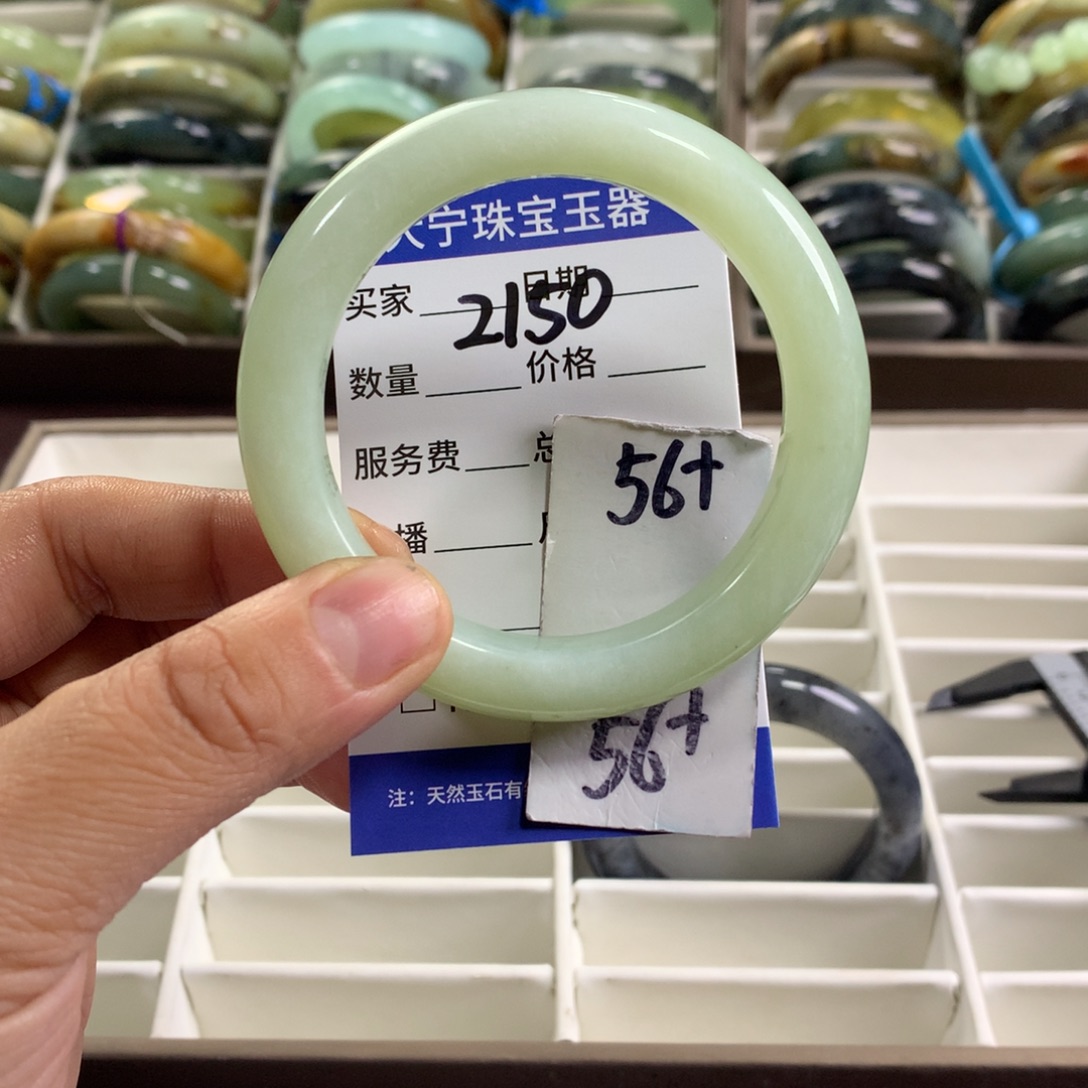 宁珠宝玉器
买家 日期
2150
数量 价格
服务费 总
播
56+
56+
注：天然玉石有